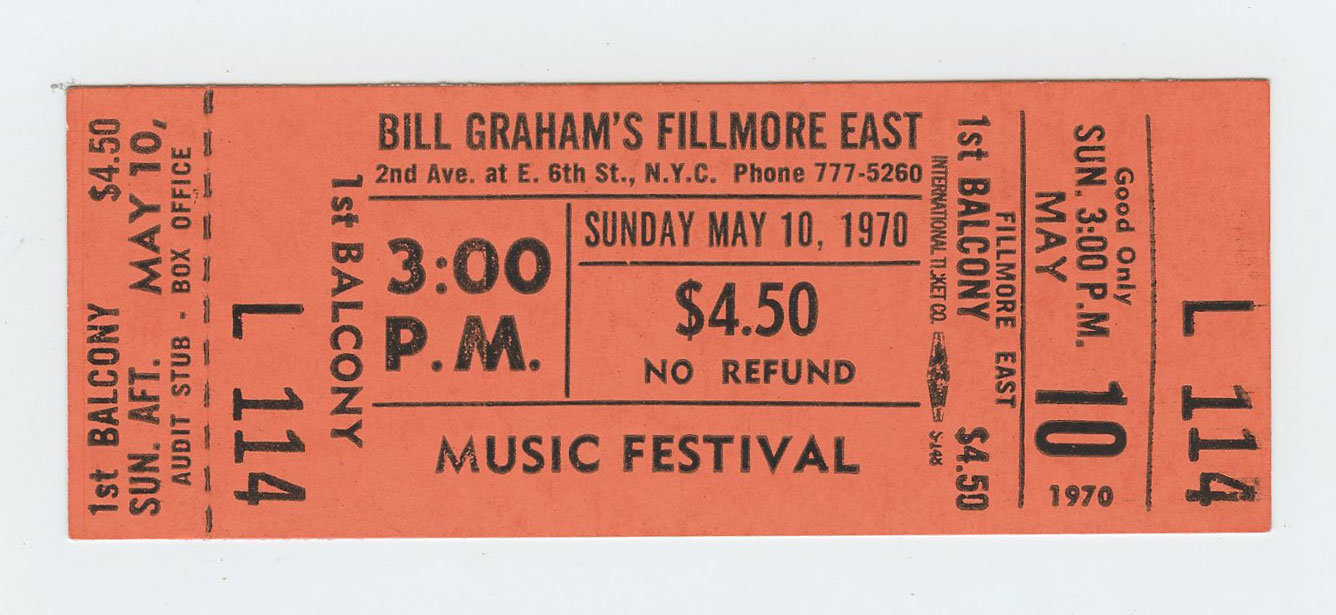 1st BALCONY $4.50
SUN. AFT. MAY 10,
AUDIT STUB - BOX OFFICE
L 114
1st BALCONY
BILL GRAHAM'S FILLMORE EAST
2nd Ave. at E. 6th St., N.Y.C. Phone 777-5260
3:00
P.M.
SUNDAY MAY 10, 1970
$4.50
NO REFUND
MUSIC FESTIVAL
INTERNATIONAL TICKET CO.
1st BALCONY $4.50
FILLMORE EAST
Good Only
SUN. 3:00 P.M.
MAY
10
1970
L 114